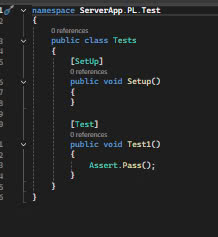 namespace ServerApp.PL.Test
{
0 references
public class Tests
{
[SetUp]
0 references
public void Setup()
{
}
[Test]
0 references
public void Test1()
{
Assert.Pass();
}
}
}